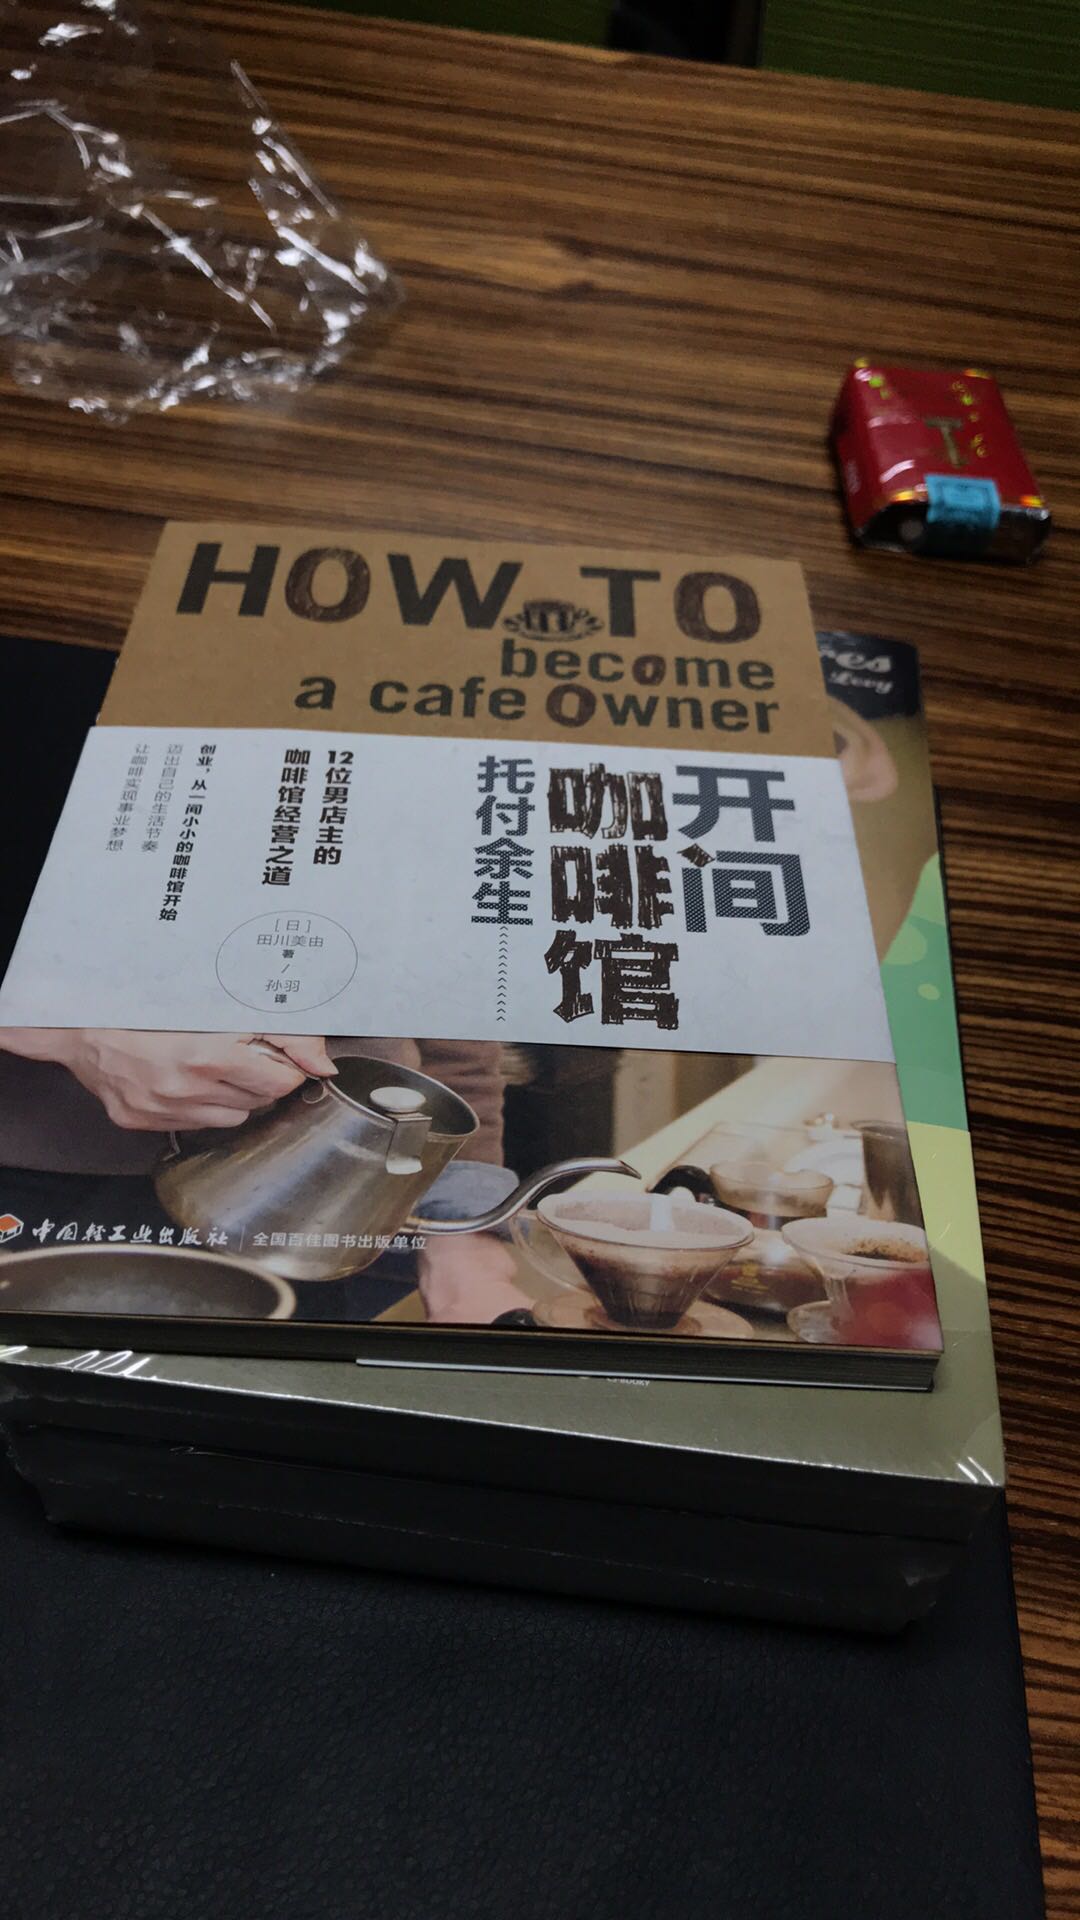 HOW TO
become
a cafe Owner
开间
咖啡馆
托付余生
12位男店主的
咖啡馆经营之道
创业，从一间小小的咖啡馆开始
迈出自己的生活节奏
让咖啡实现事业梦想
[日]
田川美由
著
/
孙羽
译
中国轻工业出版社
全国百佳图书出版单位
Levy